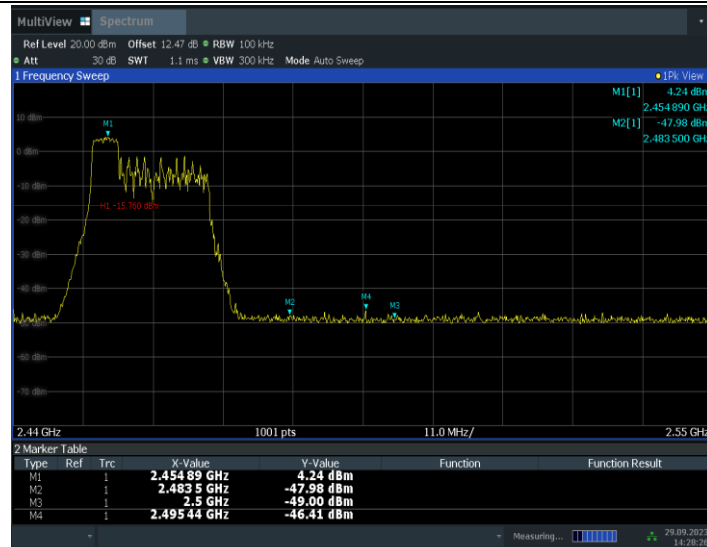 MultiView Spectrum
Ref Level 20.00 dBm Offset 12.47 dB RBW 100 kHz
Att 30 dB SWT 1.1 ms VBW 300 kHz Mode Auto Sweep
1 Frequency Sweep 1Pk View
M1[1] 4.24 dBm
2.454 890 GHz
M2[1] -47.98 dBm
2.483 500 GHz
10 dBm
M1
0 dBm
-10 dBm
H1 -15.760 dBm
-20 dBm
-30 dBm
-40 dBm
M2 M4 M3
-60 dBm
-70 dBm
2.44 GHz 1001 pts 11.0 MHz/ 2.55 GHz
2 Marker Table
Type Ref Trc X-Value Y-Value Function Function Result
M1 1 2.454 89 GHz 4.24 dBm
M2 1 2.483 5 GHz -47.98 dBm
M3 1 2.5 GHz -49.00 dBm
M4 1 2.495 44 GHz -46.41 dBm
Measuring... 29.09.2023
14:28:26